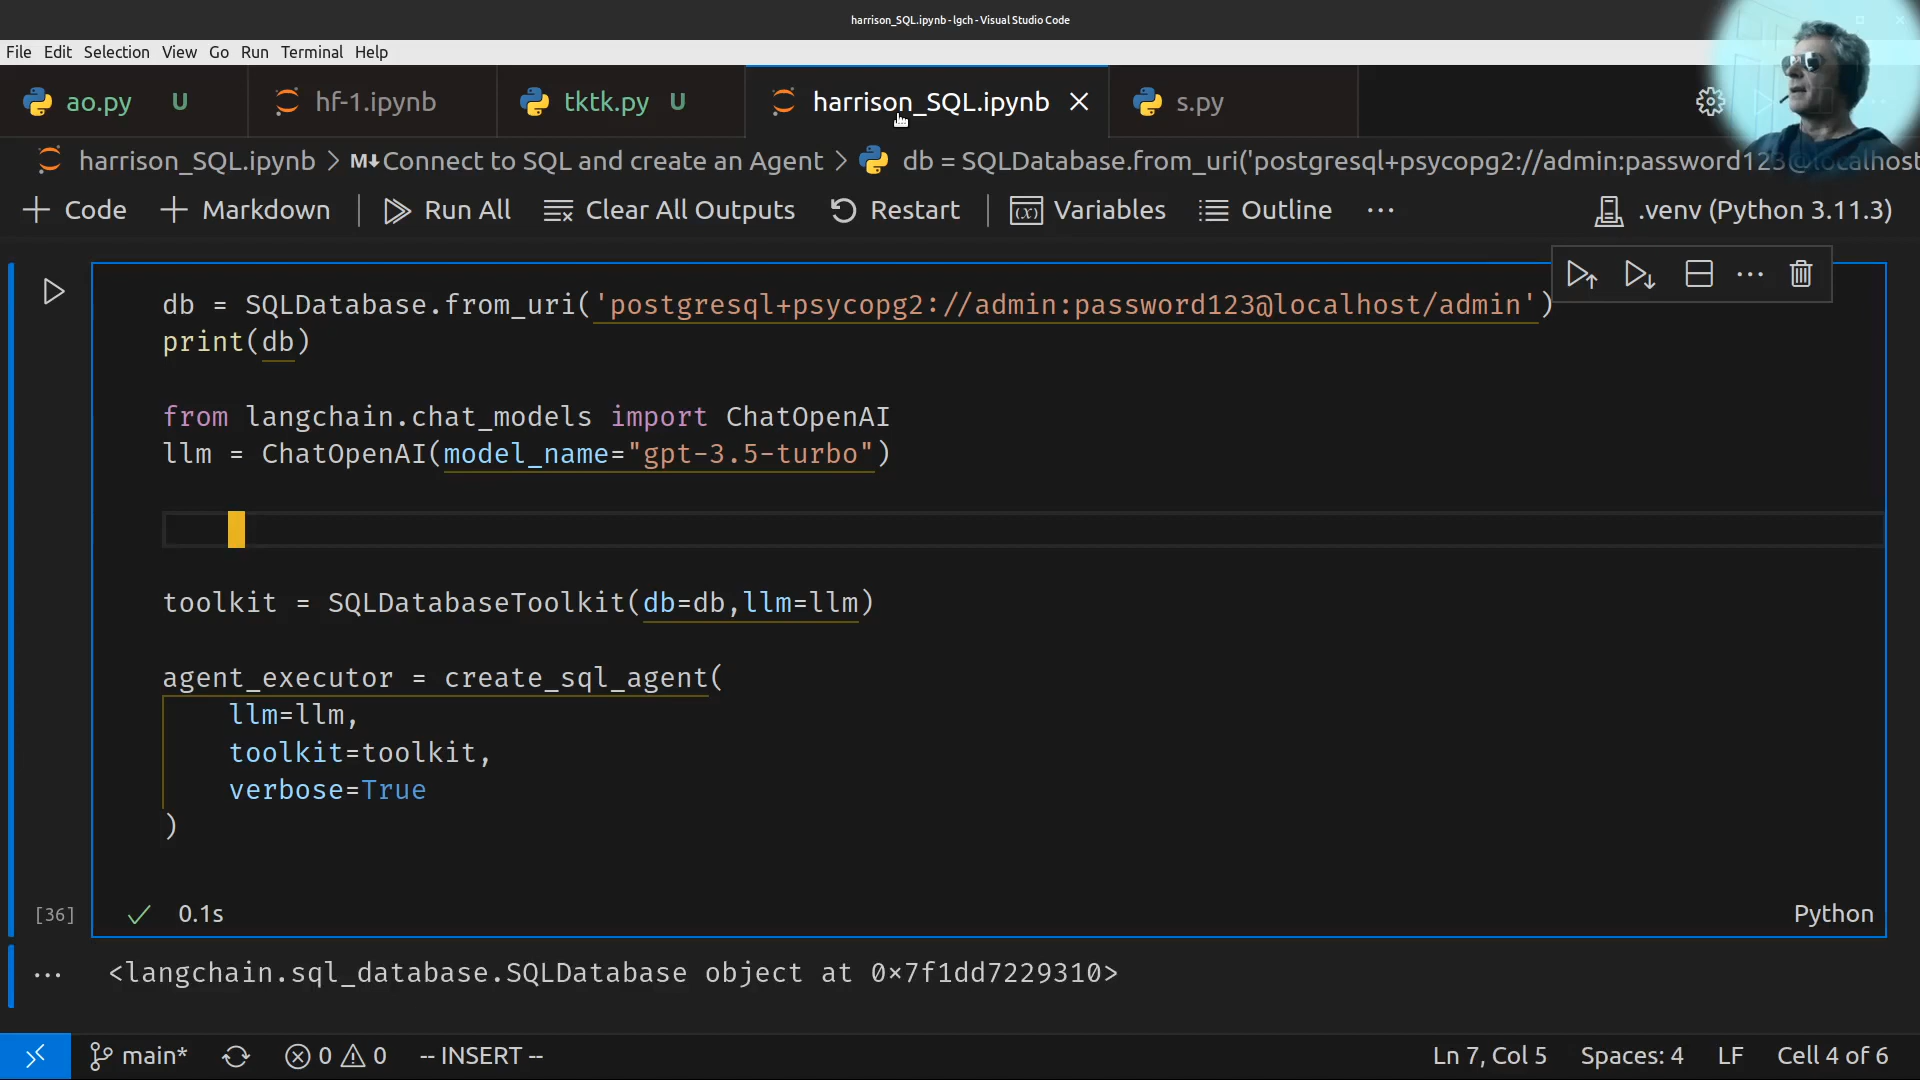 harrison_SQL.ipynb - lgch - Visual Studio Code
File Edit Selection View Go Run Terminal Help
ao.py U hf-1.ipynb tktk.py U harrison_SQL.ipynb s.py
harrison_SQL.ipynb > M↓Connect to SQL and create an Agent > db = SQLDatabase.from_uri('postgresql+psycopg2://admin:password123@localhost
+ Code + Markdown Run All Clear All Outputs Restart Variables Outline ... .venv (Python 3.11.3)
db = SQLDatabase.from_uri('postgresql+psycopg2://admin:password123@localhost/admin')
print(db)
from langchain.chat_models import ChatOpenAI
llm = ChatOpenAI(model_name="gpt-3.5-turbo")
toolkit = SQLDatabaseToolkit(db=db,llm=llm)
agent_executor = create_sql_agent(
llm=llm,
toolkit=toolkit,
verbose=True
)
[36] ✓ 0.1s Python
... <langchain.sql_database.SQLDatabase object at 0x7f1dd7229310>
main* 0 0 -- INSERT -- Ln 7, Col 5 Spaces: 4 LF Cell 4 of 6